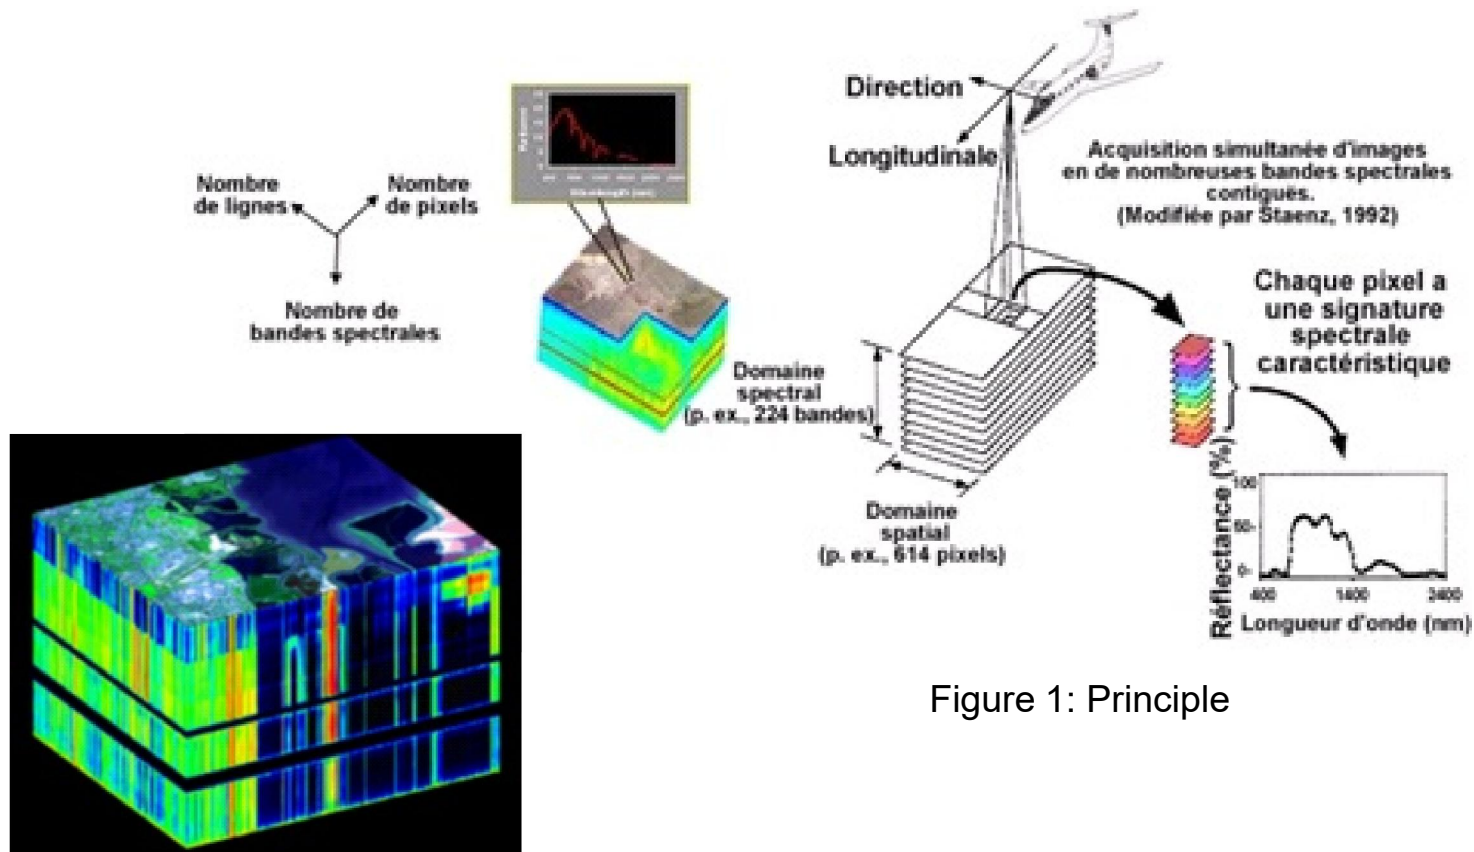 Direction
Longitudinale
Acquisition simultanée d'images
en de nombreuses bandes spectrales
contiguës.
(Modifiée par Staenz, 1992)
Nombre
de lignes
Nombre
de pixels
Nombre de
bandes spectrales
Chaque pixel a
une signature
spectrale
caractéristique
Domaine
spectral
(p. ex., 224 bandes)
Domaine
spatial
(p. ex., 614 pixels)
Réflectance (%)
100
50-
0-
400 1400 2400
Longueur d'onde (nm)
Figure 1: Principle